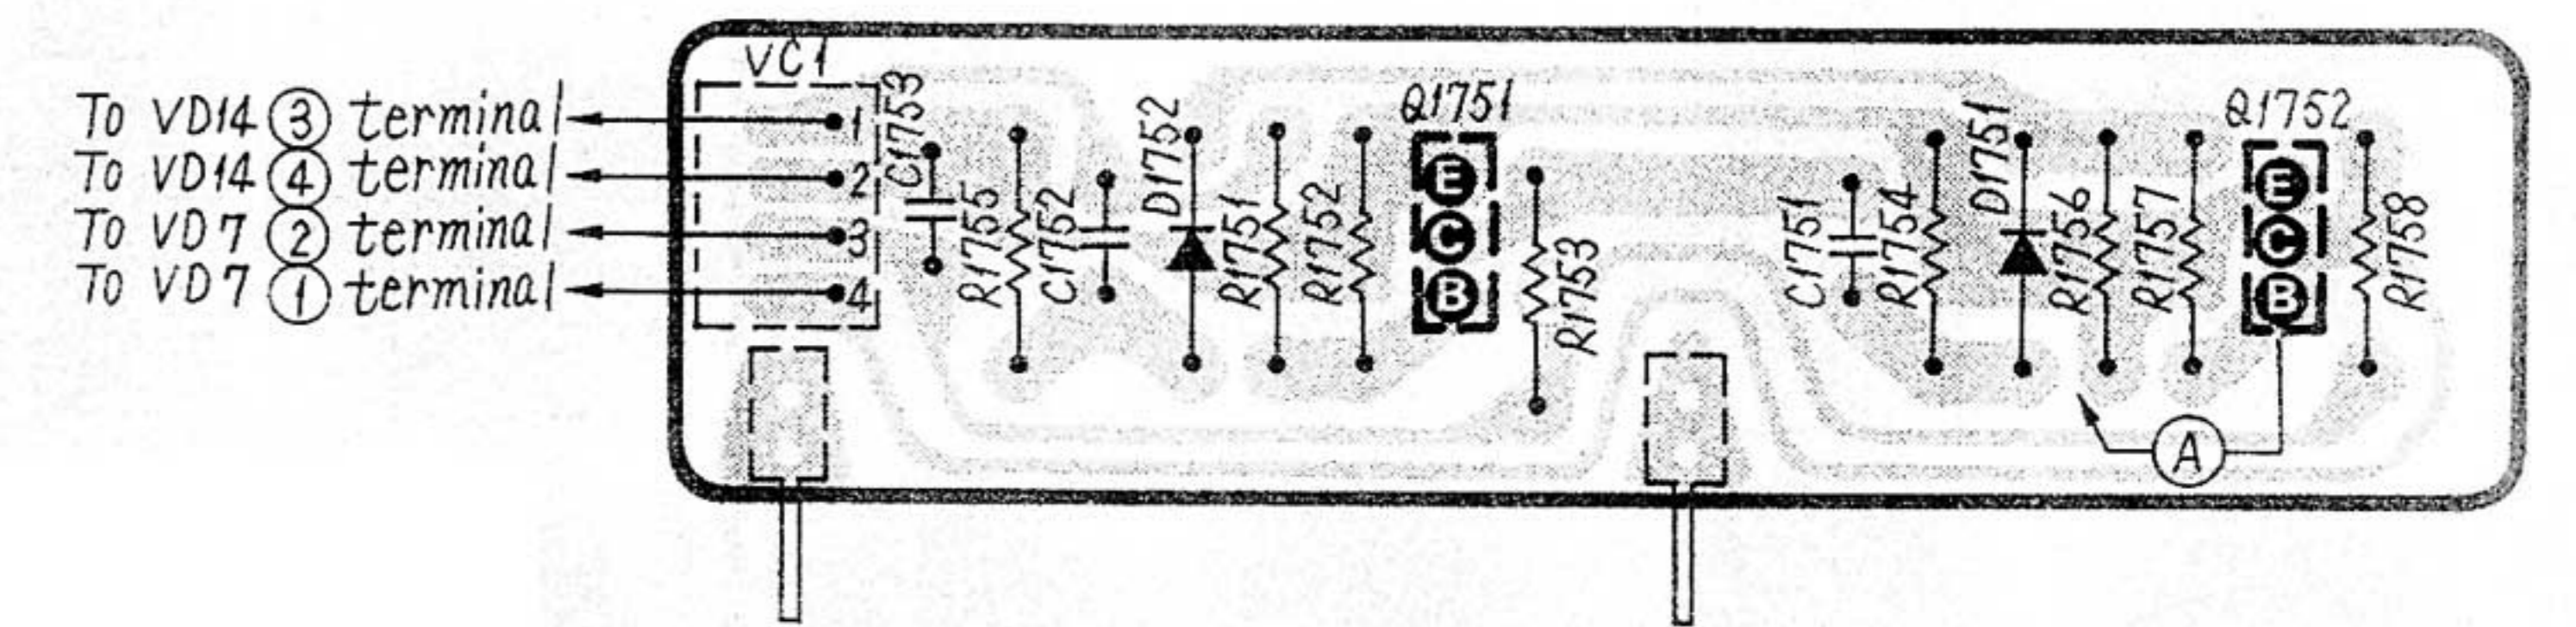 VC1
To VD14 ③ terminal 1
To VD14 ④ terminal 2
To VD7 ② terminal 3
To VD7 ① terminal 4
C1753
R1755
C1752
D1752
R1751
R1752
Q1751
E
C
B
R1753
C1751
R1754
D1751
R1756
R1757
Q1752
E
C
B
R1758
A